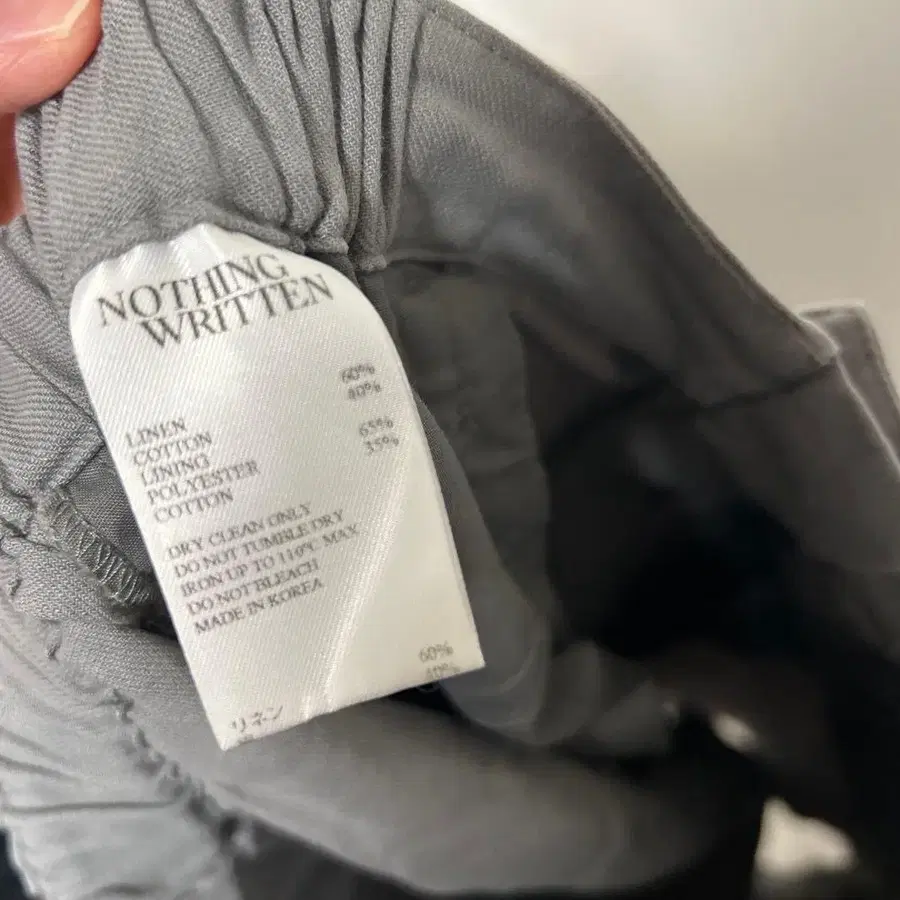 NOTHING
WRITTEN
LINEN 60%
COTTON 40%
LINING
POLYESTER 65%
COTTON 35%
DRY CLEAN ONLY
DO NOT TUMBLE DRY
IRON UP TO 110°C MAX
DO NOT BLEACH
MADE IN KOREA
リネン 60%
40%